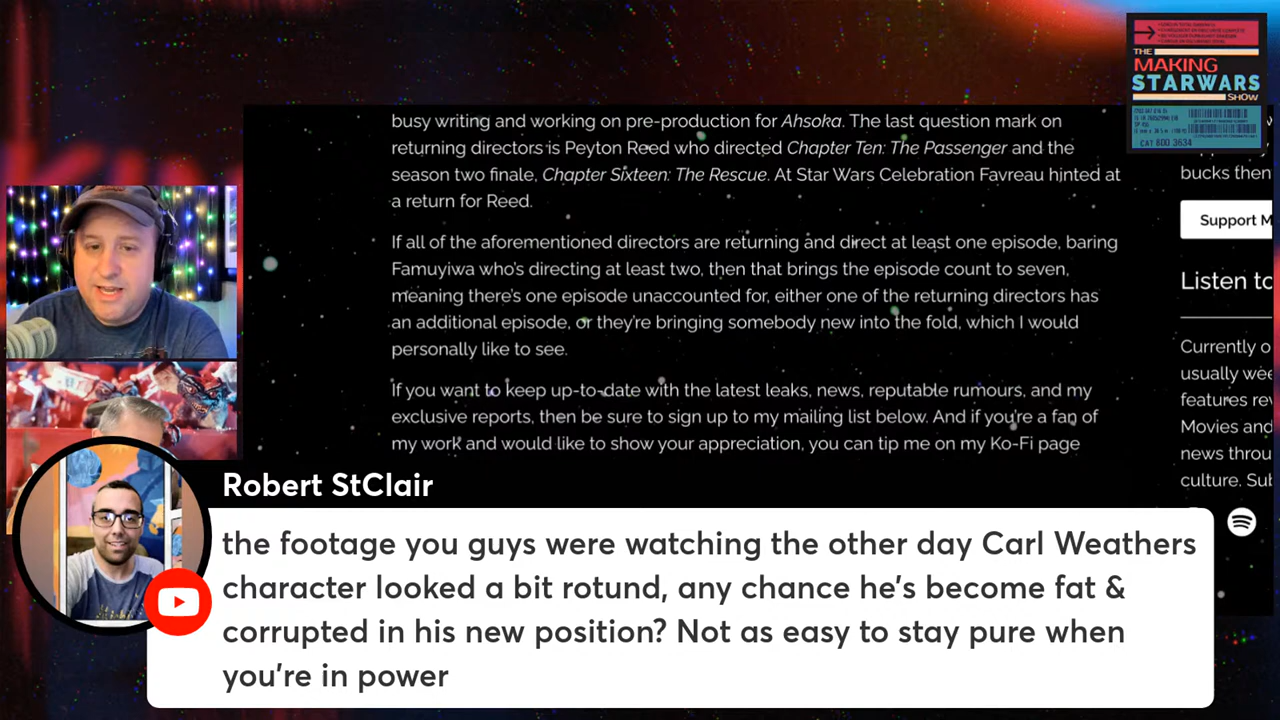 THE
MAKING
STARWARS
SHOW
CAT 800 3634
busy writing and working on pre-production for Ahsoka. The last question mark on
returning directors is Peyton Reed who directed Chapter Ten: The Passenger and the
season two finale, Chapter Sixteen: The Rescue. At Star Wars Celebration Favreau hinted at
a return for Reed.
If all of the aforementioned directors are returning and direct at least one episode, baring
Famuyiwa who's directing at least two, then that brings the episode count to seven,
meaning there's one episode unaccounted for, either one of the returning directors has
an additional episode, or they're bringing somebody new into the fold, which I would
personally like to see.
If you want to keep up-to-date with the latest leaks, news, reputable rumours, and my
exclusive reports, then be sure to sign up to my mailing list below. And if you're a fan of
my work and would like to show your appreciation, you can tip me on my Ko-Fi page
bucks then
Support M
Listen to
Currently o
usually wee
features rev
Movies and
news throu
culture. Sub
Robert StClair
the footage you guys were watching the other day Carl Weathers
character looked a bit rotund, any chance he's become fat &
corrupted in his new position? Not as easy to stay pure when
you're in power